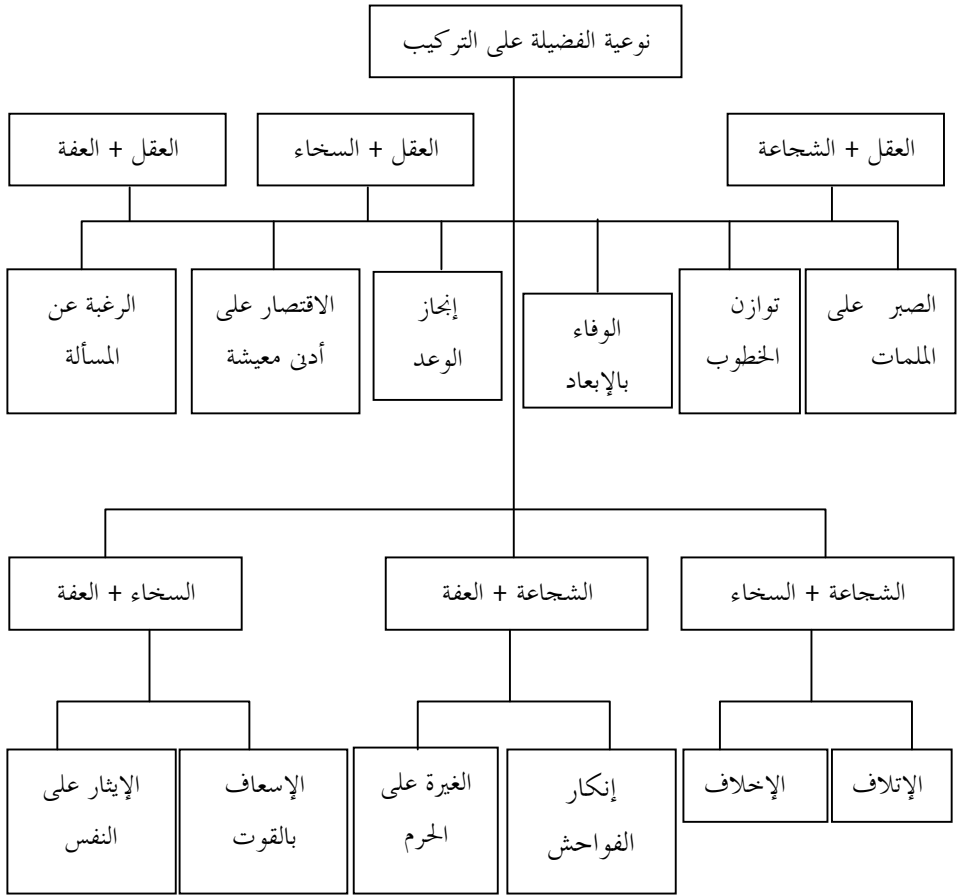 نوعية الفضيلة على التركيب
العقل + الشجاعة
العقل + السخاء
العقل + العفة
الصبر على
الملمات
توازن
الخطوب
الوفاء
بالإبعاد
إنجاز
الوعد
الاقتصار على
أدنى معيشة
الرغبة عن
المسألة
الشجاعة + السخاء
الشجاعة + العفة
السخاء + العفة
الإتلاف
الإخلاف
إنكار
الفواحش
الغيرة على
الحرم
الإسعاف
بالقوت
الإيثار على
النفس